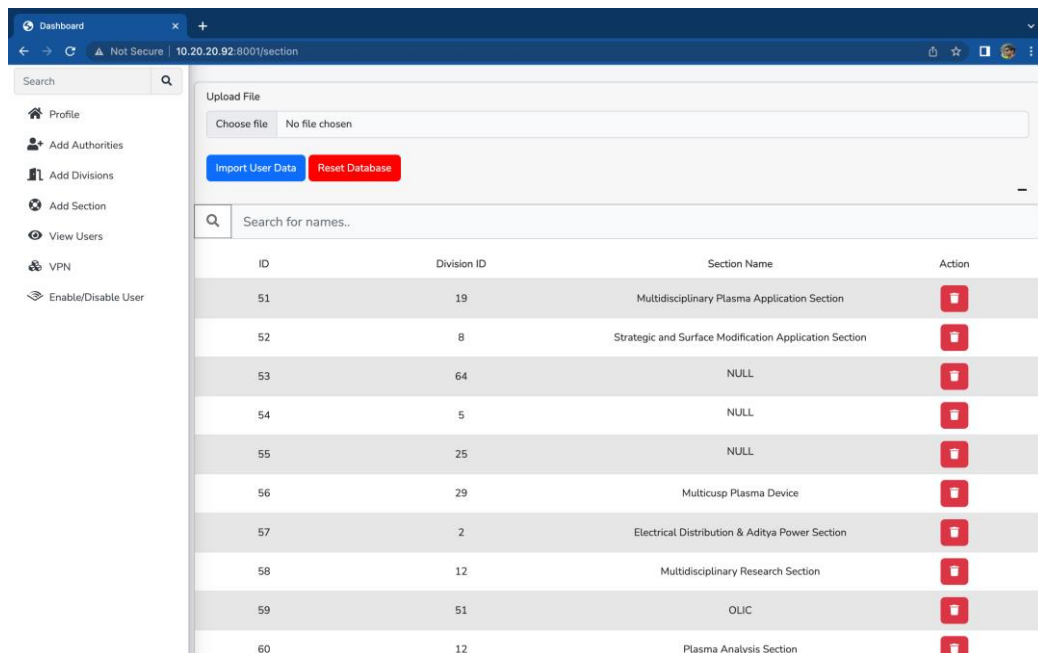 Dashboard
Not Secure | 10.20.20.92:8001/section
Search
Profile
Add Authorities
Add Divisions
Add Section
View Users
VPN
Enable/Disable User
Upload File
Choose file No file chosen
Import User Data Reset Database
Search for names..
ID Division ID Section Name Action
51 19 Multidisciplinary Plasma Application Section
52 8 Strategic and Surface Modification Application Section
53 64 NULL
54 5 NULL
55 25 NULL
56 29 Multicusp Plasma Device
57 2 Electrical Distribution & Aditya Power Section
58 12 Multidisciplinary Research Section
59 51 OLIC
60 12 Plasma Analysis Section